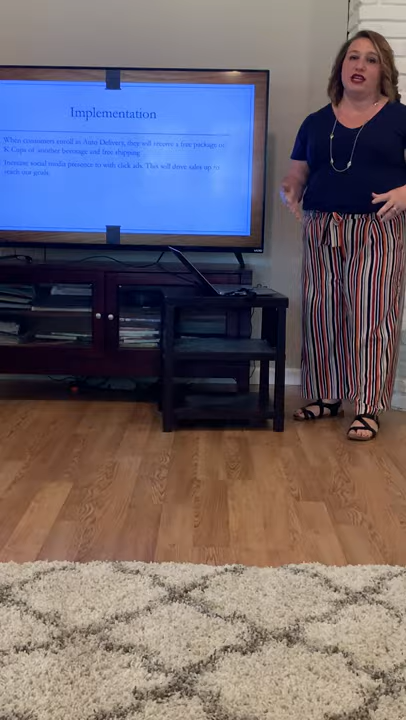 Implementation
When consumers enroll in Auto Delivery, they will receive a free package of
K-Cups of another beverage and free shipping
Increase social media presence to with click ads. This will drive sales up to
reach our goals.